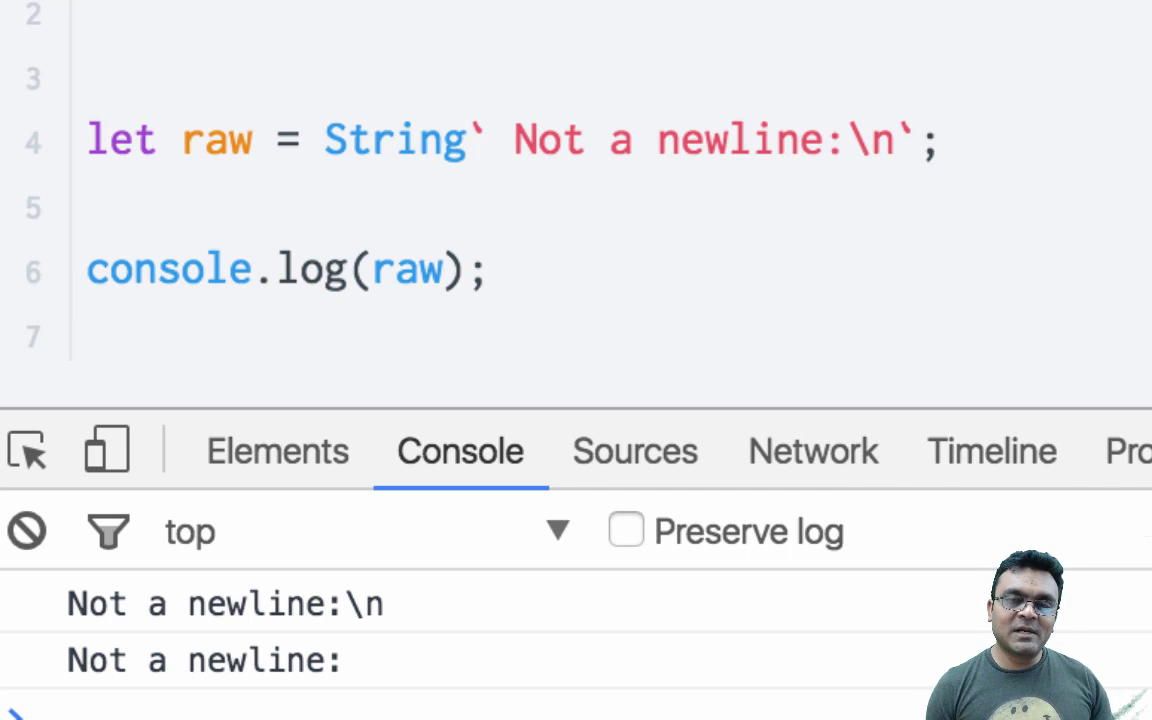 2
3
4 let raw = String` Not a newline:\n`;
5
6 console.log(raw);
7
Elements Console Sources Network Timeline Pro
top Preserve log
Not a newline:\n
Not a newline: